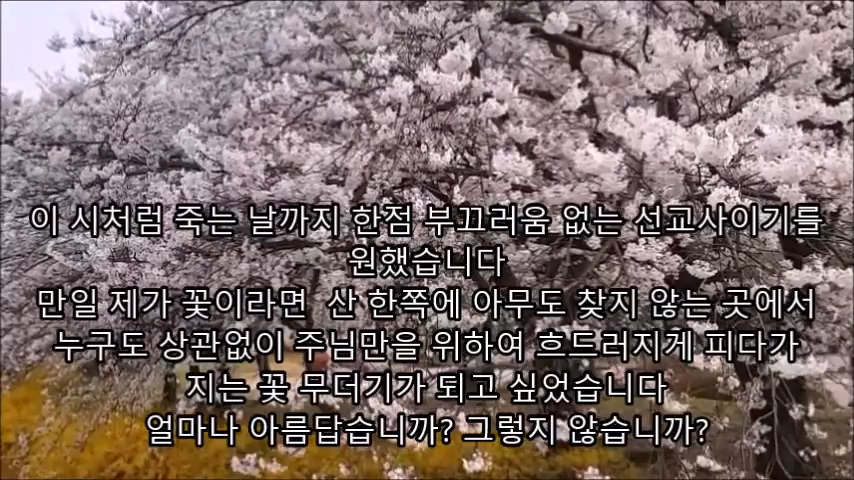 이 시처럼 죽는 날까지 한점 부끄러움 없는 선교사이기를
원했습니다
만일 제가 꽃이라면 산 한쪽에 아무도 찾지 않는 곳에서
누구도 상관없이 주님만을 위하여 흐드러지게 피다가
지는 꽃 무더기가 되고 싶었습니다
얼마나 아름답습니까? 그렇지 않습니까?